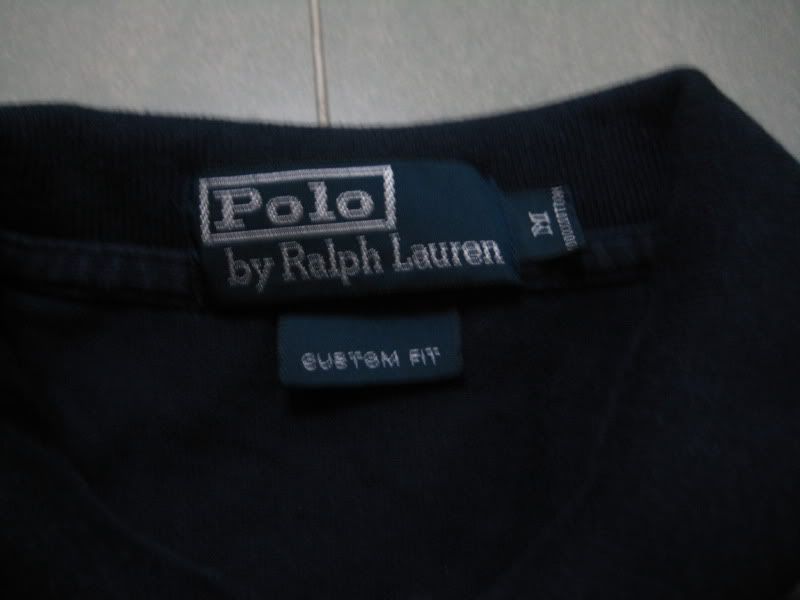 Polo
by Ralph Lauren
M
CUSTOM FIT